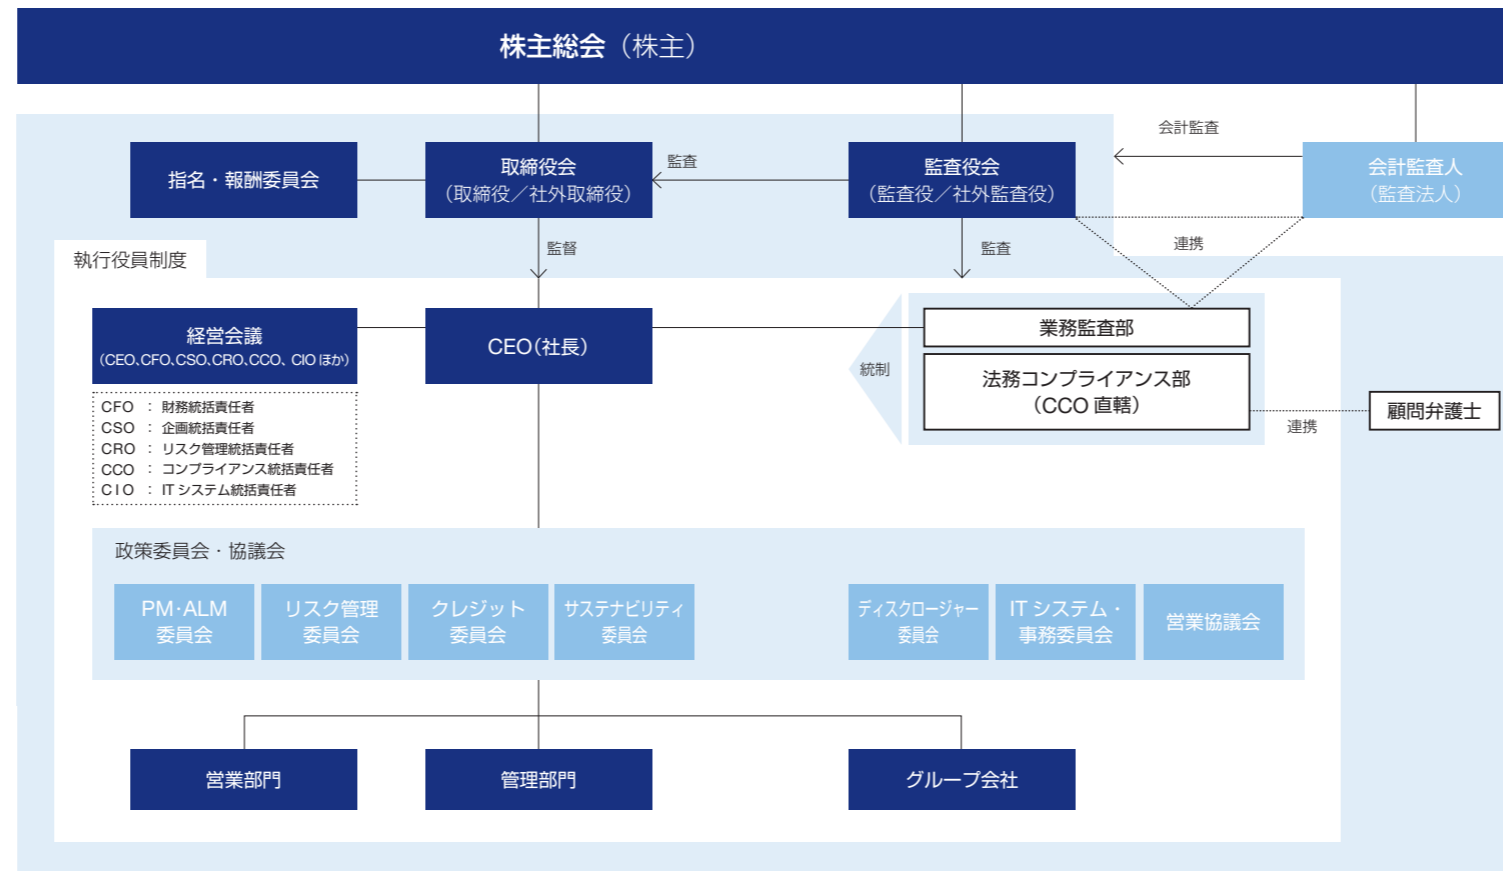 株主総会（株主）
会計監査
指名・報酬委員会
取締役会
（取締役／社外取締役）
監査
監査役会
（監査役／社外監査役）
会計監査人
（監査法人）
監督
監査
連携
執行役員制度
経営会議
（CEO、CFO、CSO、CRO、CCO、CIOほか）
CEO（社長）
業務監査部
統制
法務コンプライアンス部
（CCO 直轄）
連携
顧問弁護士
CFO ： 財務統括責任者
CSO ： 企画統括責任者
CRO ： リスク管理統括責任者
CCO ： コンプライアンス統括責任者
CIO ： ITシステム統括責任者
政策委員会・協議会
PM・ALM
委員会
リスク管理
委員会
クレジット
委員会
サステナビリティ
委員会
ディスクロージャー
委員会
ITシステム・
事務委員会
営業協議会
営業部門
管理部門
グループ会社